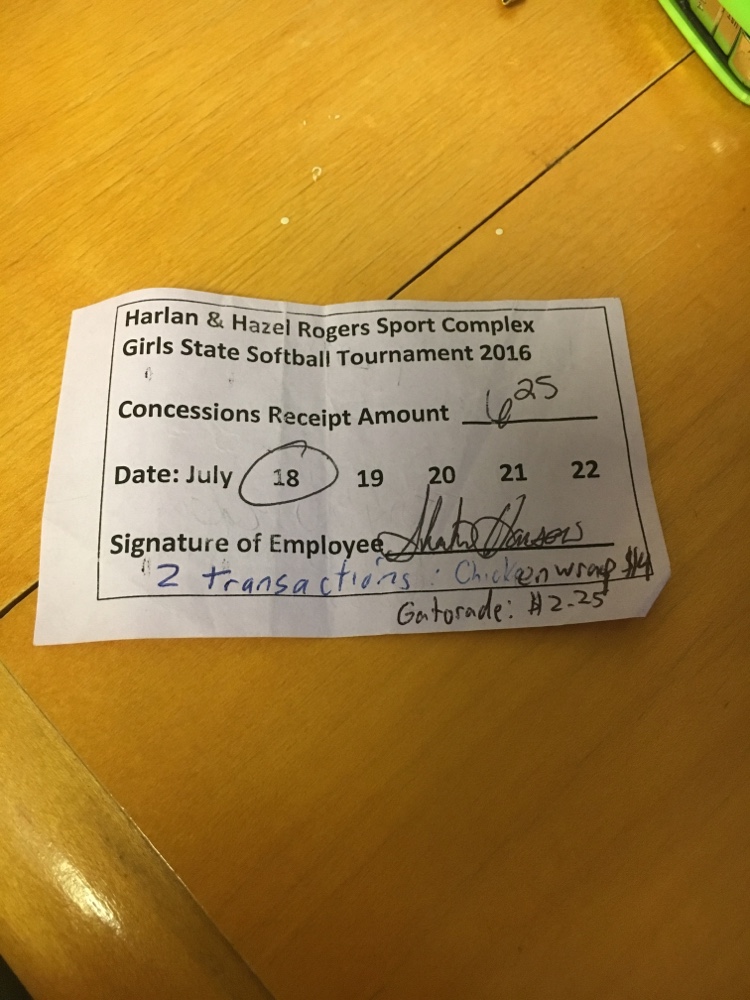 Harlan & Hazel Rogers Sport Complex
Girls State Softball Tournament 2016
Concessions Receipt Amount 6 25
Date: July 18 19 20 21 22
Signature of Employee
2 transactions: Chicken wrap $4
Gatorade: $2.25